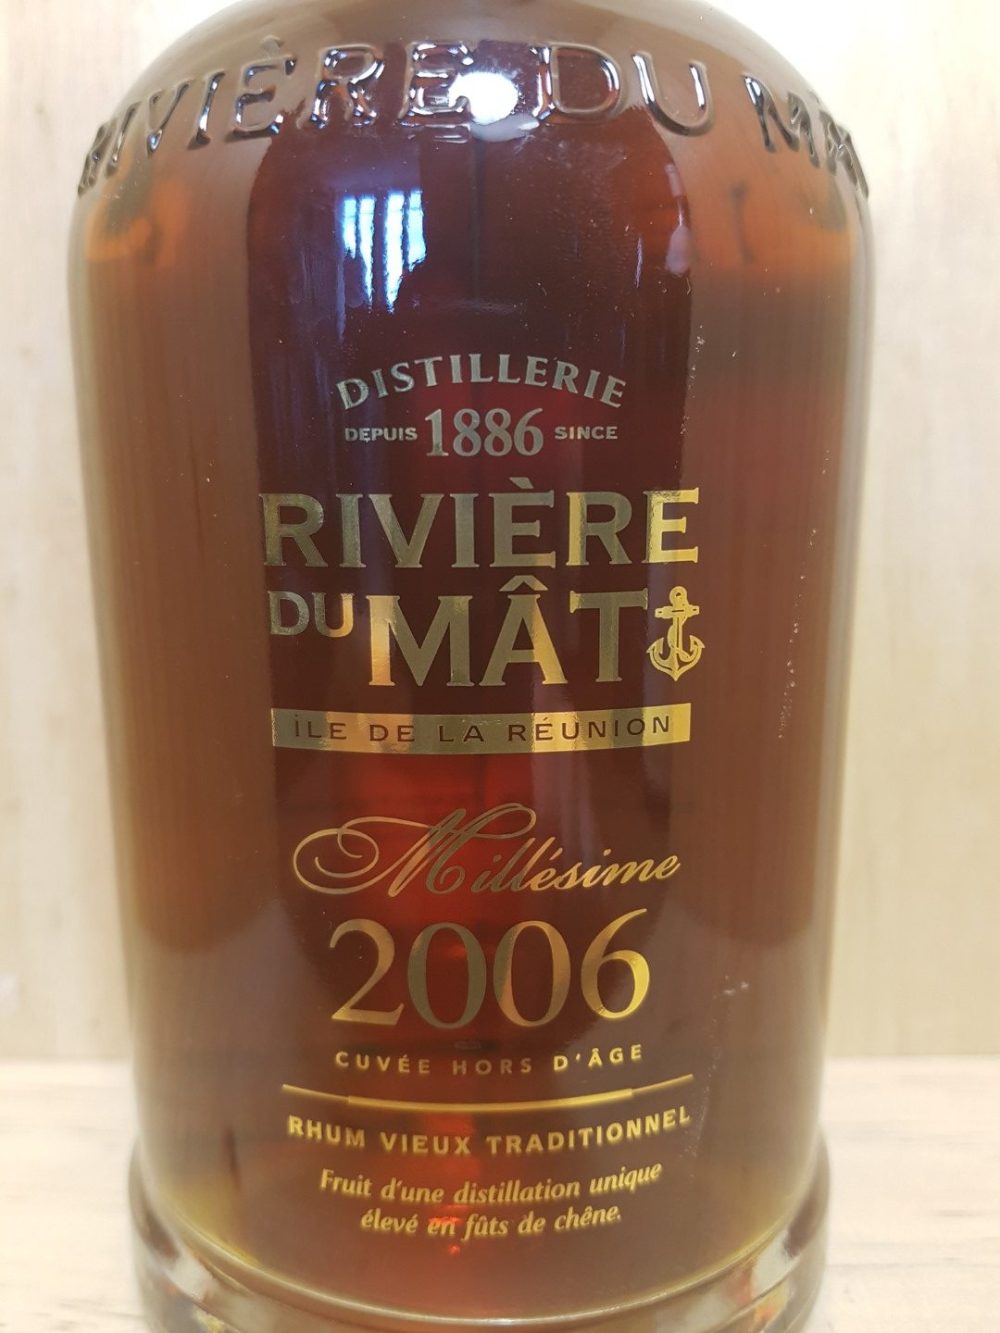 RIVIÈRE DU MÂT
DISTILLERIE
DEPUIS 1886 SINCE
RIVIÈRE
DU MÂT
ÎLE DE LA RÉUNION
Millésime
2006
CUVÉE HORS D'ÂGE
RHUM VIEUX TRADITIONNEL
Fruit d'une distillation unique
élevé en fûts de chêne.